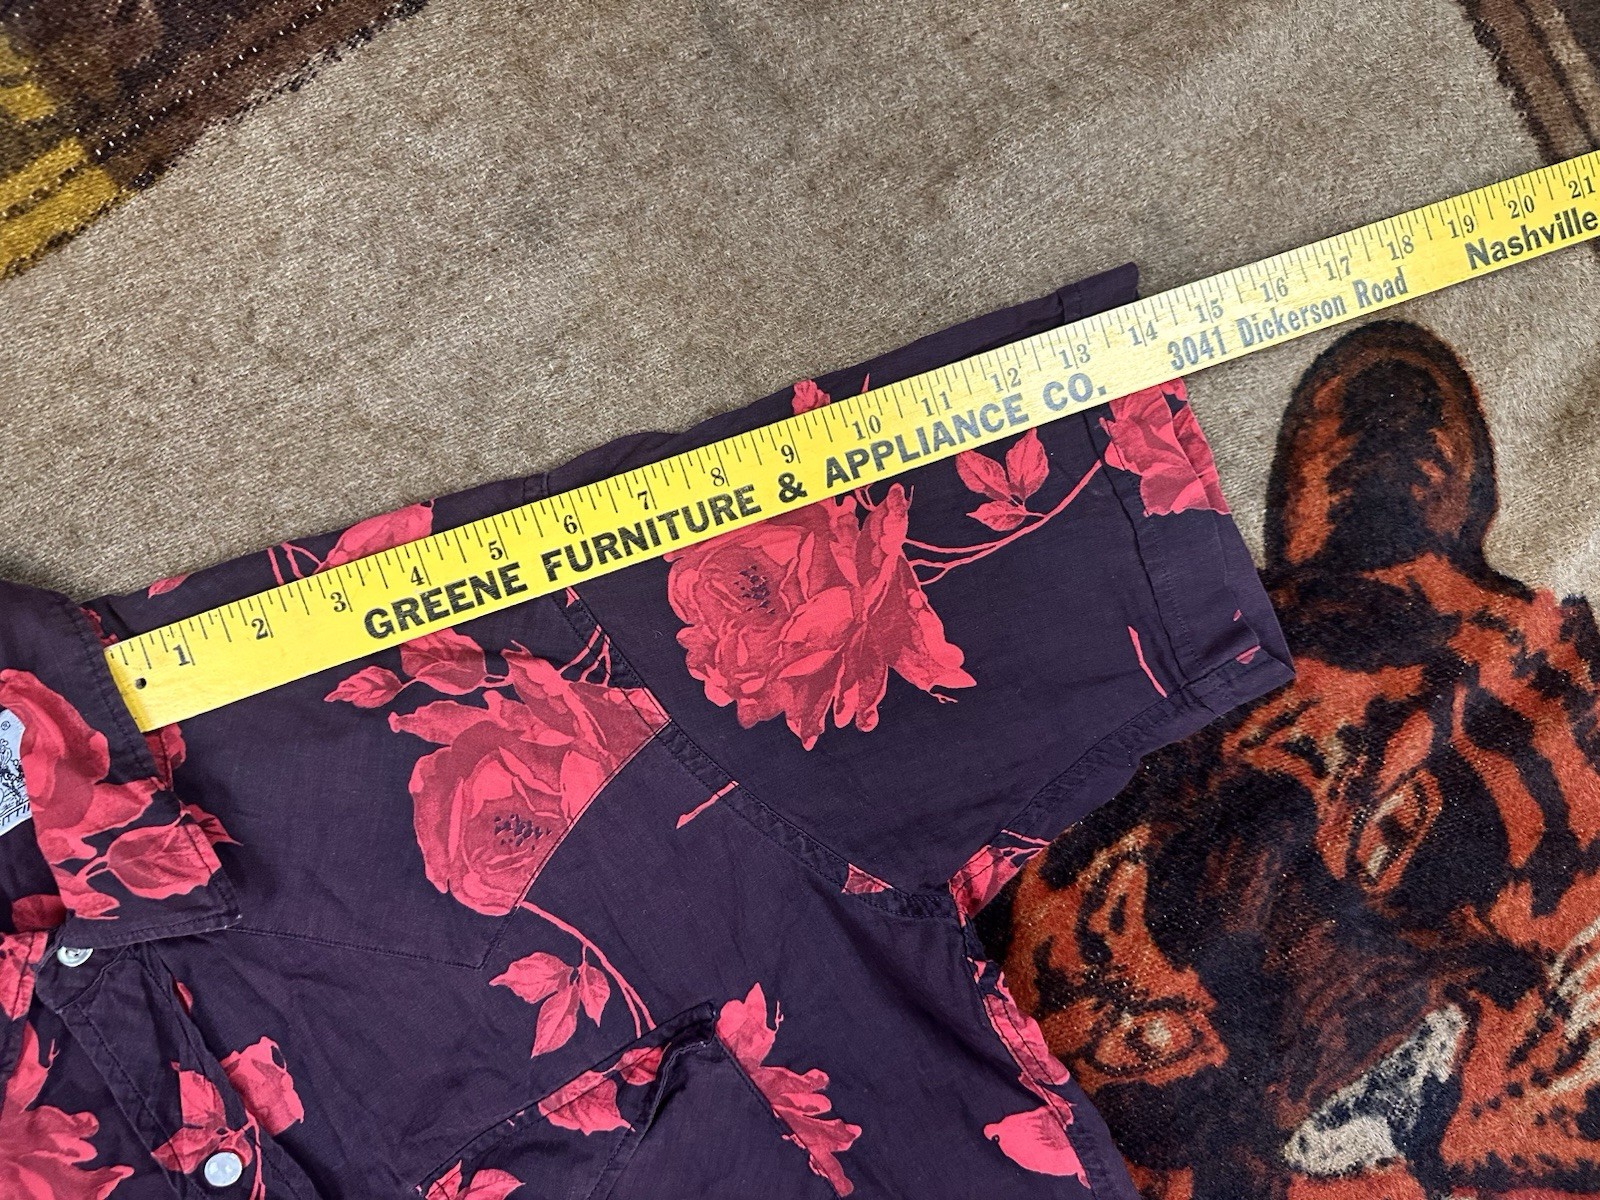 1 2 3 4 5 6 7 8 9 10 11 12 13 14 15 16 17 18 19 20 21
GREENE FURNITURE & APPLIANCE CO. 3041 Dickerson Road Nashville
®